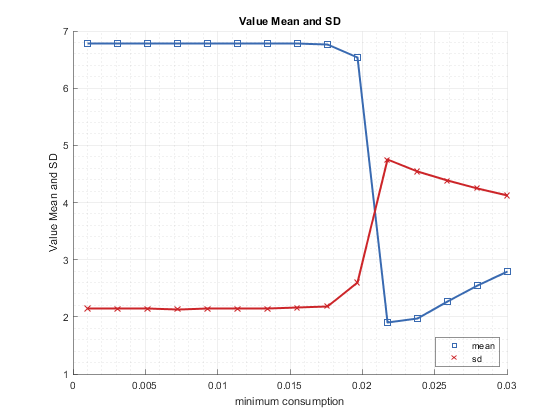 Value Mean and SD
Value Mean and SD
7
6
5
4
3
2
1
0
0.005
0.01
0.015
0.02
0.025
0.03
minimum consumption
mean
sd